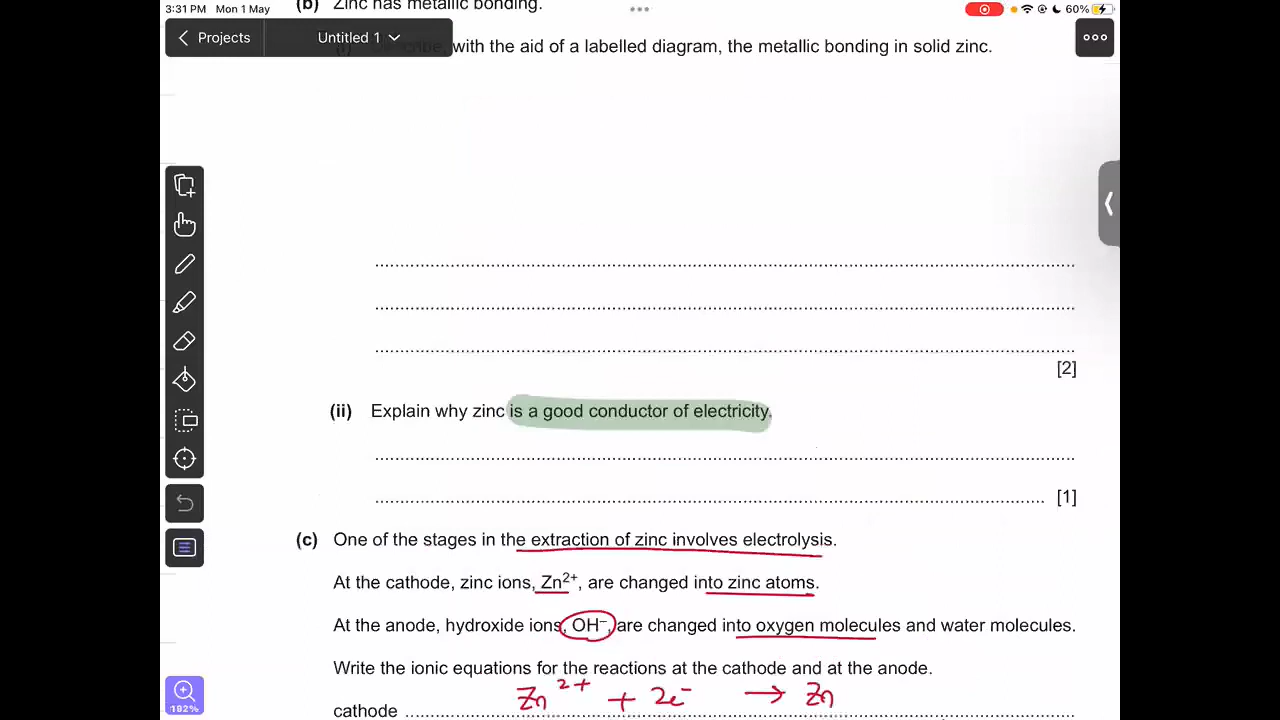 3:31 PM Mon 1 May
60%
(b) Zinc has metallic bonding.
Projects
Untitled 1
with the aid of a labelled diagram, the metallic bonding in solid zinc.
[2]
(ii) Explain why zinc is a good conductor of electricity.
[1]
(c) One of the stages in the extraction of zinc involves electrolysis.
At the cathode, zinc ions, Zn²⁺, are changed into zinc atoms.
At the anode, hydroxide ions, OH⁻, are changed into oxygen molecules and water molecules.
Write the ionic equations for the reactions at the cathode and at the anode.
Zn²⁺ + 2e⁻ → Zn
cathode
182%